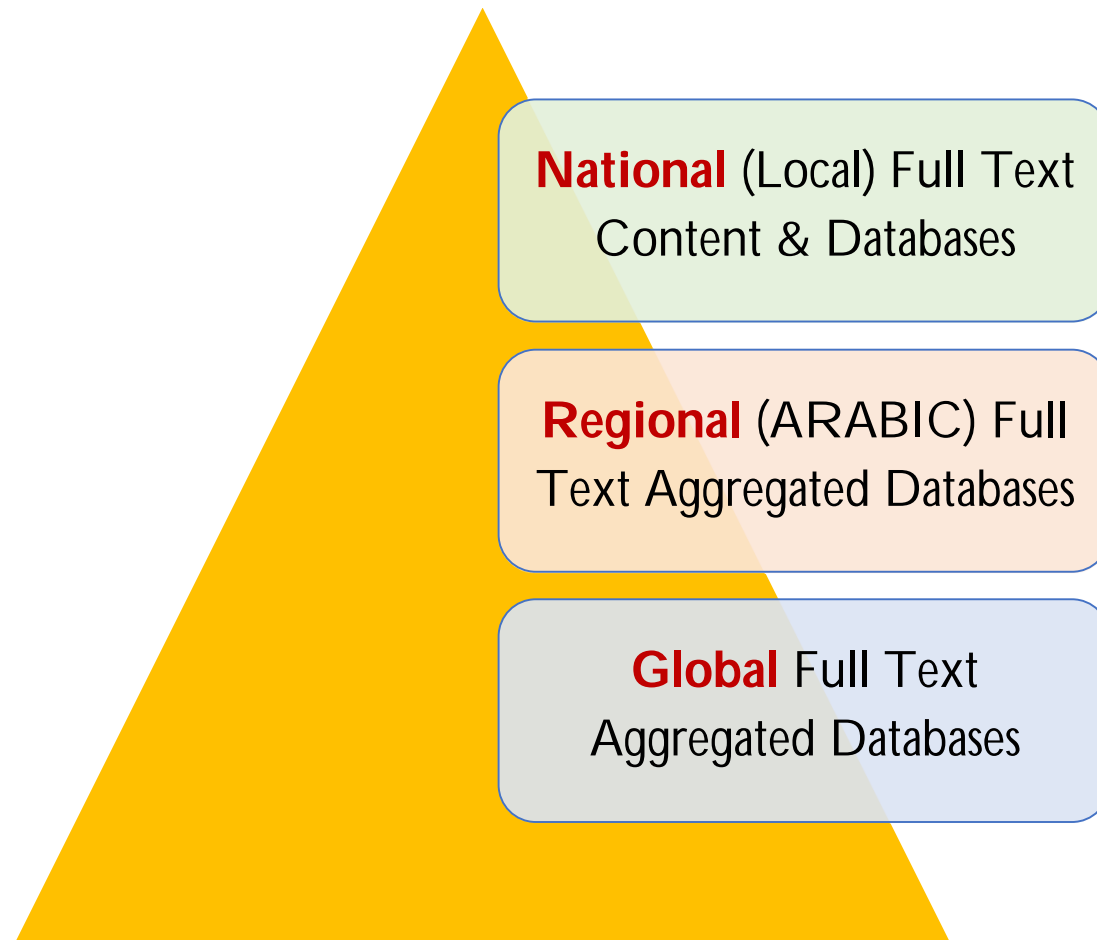 National (Local) Full Text
Content & Databases
Regional (ARABIC) Full
Text Aggregated Databases
Global Full Text
Aggregated Databases